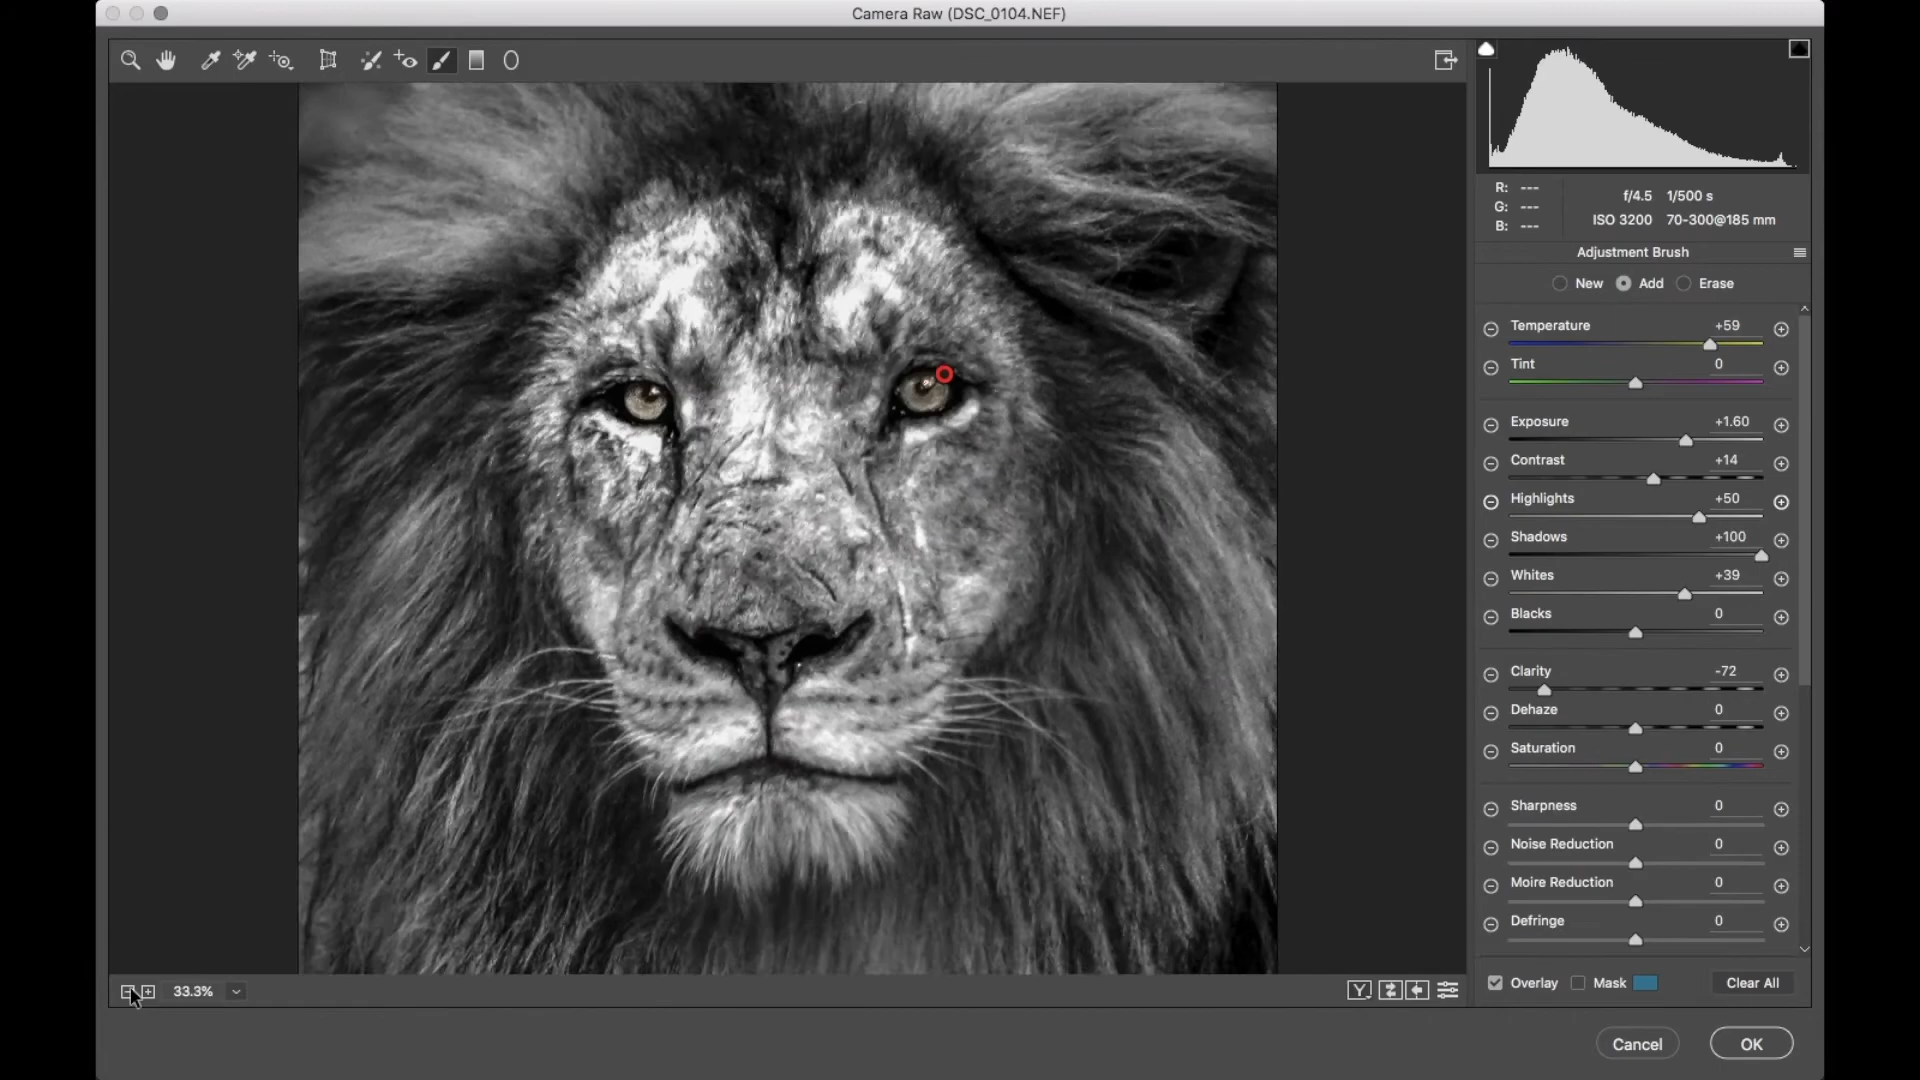 Camera Raw (DSC_0104.NEF)
R: ---
G: ---
B: ---
f/4.5 1/500 s
ISO 3200 70-300@185 mm
Adjustment Brush
New Add Erase
Temperature +59
Tint 0
Exposure +1.60
Contrast +14
Highlights +50
Shadows +100
Whites +39
Blacks 0
Clarity -72
Dehaze 0
Saturation 0
Sharpness 0
Noise Reduction 0
Moire Reduction 0
Defringe 0
33.3%
Y
Overlay Mask Clear All
Cancel OK